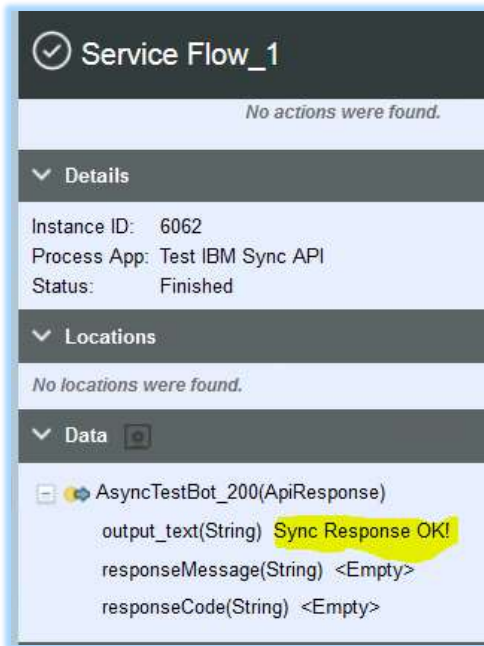 Service Flow_1
No actions were found.
Details
Instance ID: 6062
Process App: Test IBM Sync API
Status: Finished
Locations
No locations were found.
Data
AsyncTestBot_200(ApiResponse)
output_text(String) Sync Response OK!
responseMessage(String) <Empty>
responseCode(String) <Empty>